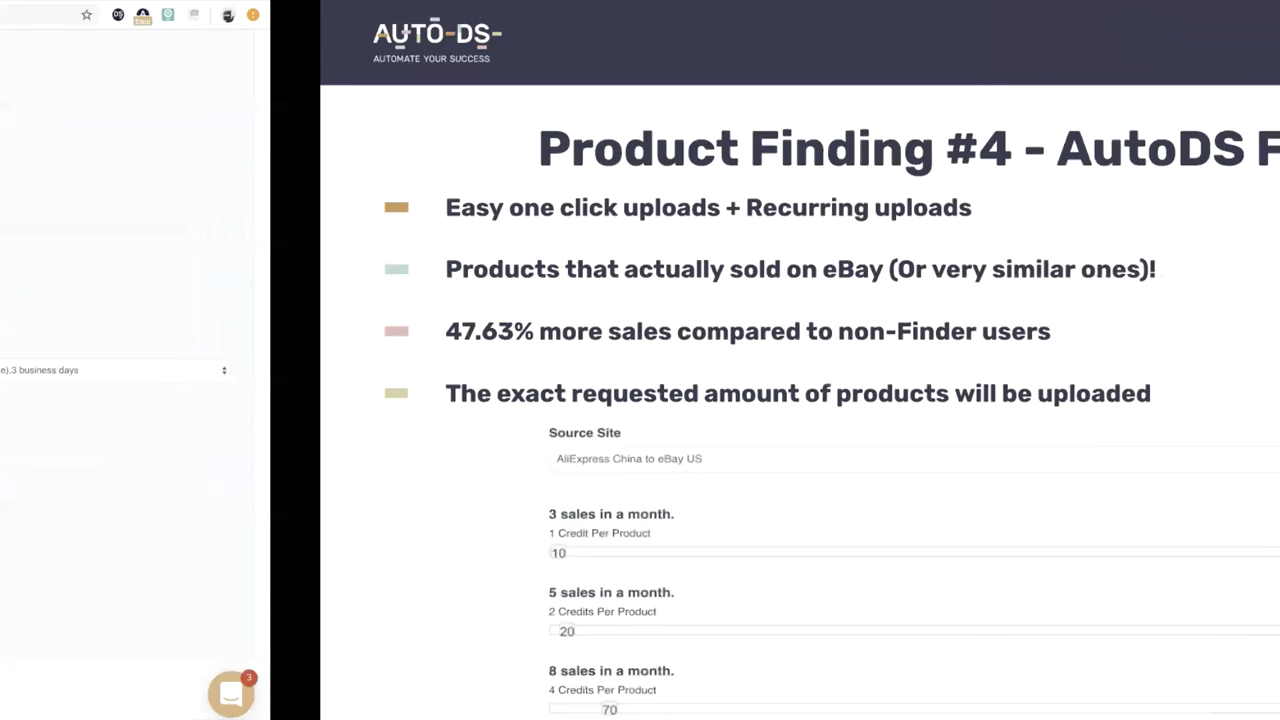 AUTO-DS-
AUTOMATE YOUR SUCCESS
Product Finding #4 - AutoDS F
Easy one click uploads + Recurring uploads
Products that actually sold on eBay (Or very similar ones)!
47.63% more sales compared to non-Finder users
e),3 business days
The exact requested amount of products will be uploaded
Source Site
AliExpress China to eBay US
3 sales in a month.
1 Credit Per Product
10
5 sales in a month.
2 Credits Per Product
20
8 sales in a month.
4 Credits Per Product
70
3